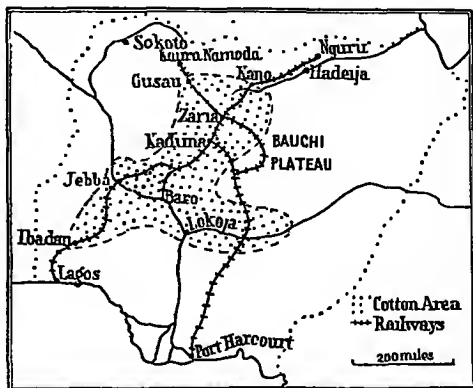 Sokoto
Kaura Namoda
Nguru
Gusau
Kano
Hadeija
Zaria
Kaduna
BAUCHI
PLATEAU
Jebba
Baro
Lokoja
Ibadan
Lagos
Port Harcourt
Cotton Area
Railways
200 miles